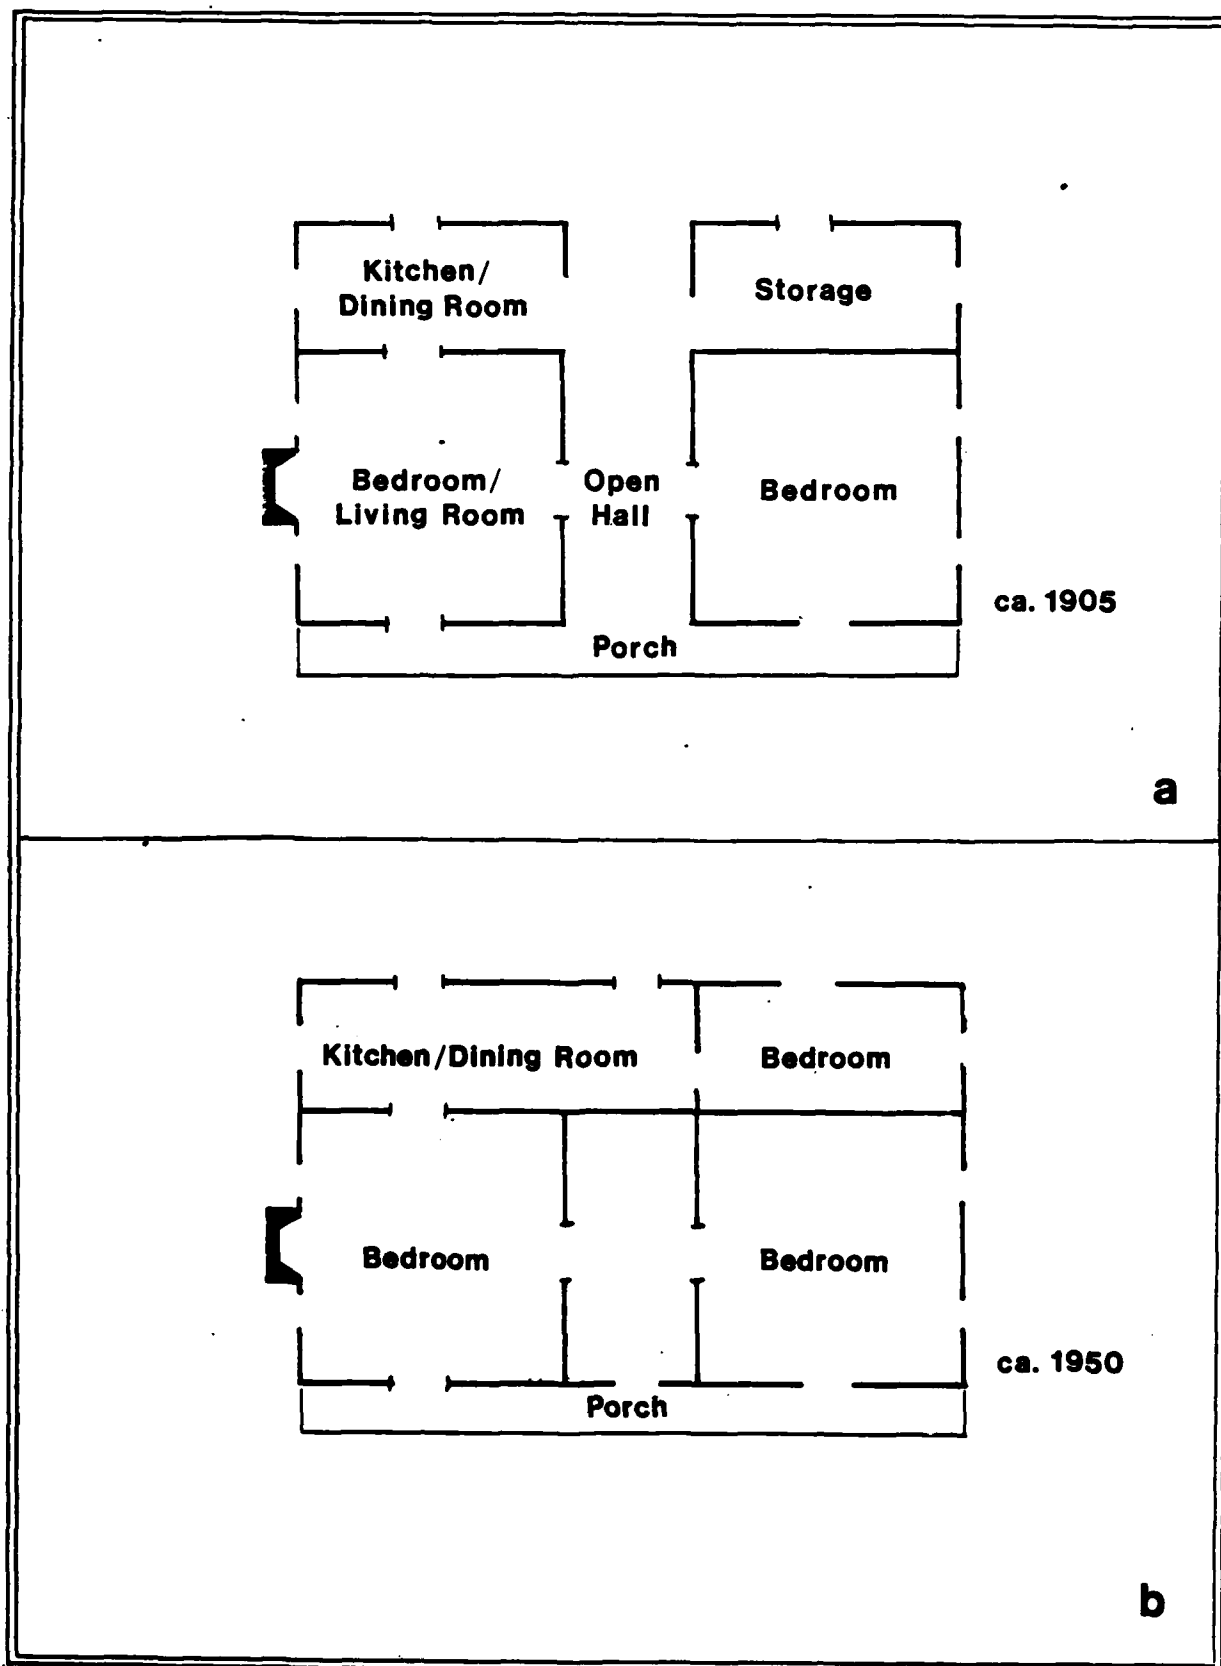 Kitchen/
Dining Room
Storage
Bedroom/
Living Room
Open
Hall
Bedroom
ca. 1905
Porch
a
Kitchen/Dining Room
Bedroom
Bedroom
Bedroom
ca. 1950
Porch
b